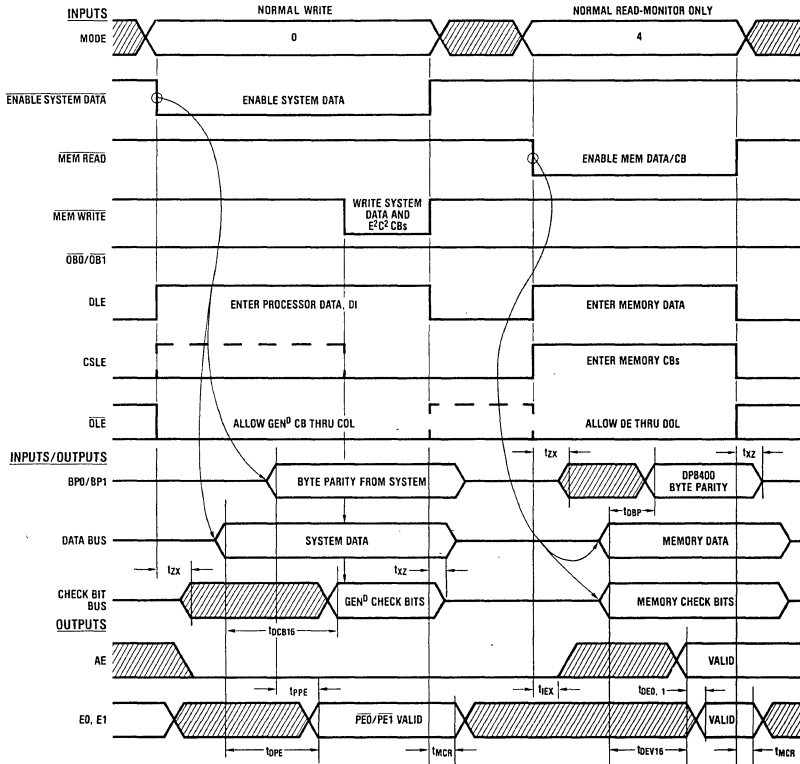 INPUTS
NORMAL WRITE
NORMAL READ-MONITOR ONLY
MODE
0
4
ENABLE SYSTEM DATA
ENABLE SYSTEM DATA
MEM READ
ENABLE MEM DATA/CB
MEM WRITE
WRITE SYSTEM
DATA AND
E²C² CBs
OB0/OB1
DLE
ENTER PROCESSOR DATA, DI
ENTER MEMORY DATA
CSLE
ENTER MEMORY CBs
OLE
ALLOW GENᴰ CB THRU COL
ALLOW DE THRU DOL
INPUTS/OUTPUTS
tZX
tXZ
BP0/BP1
BYTE PARITY FROM SYSTEM
DP8400
BYTE PARITY
tDBP
DATA BUS
SYSTEM DATA
MEMORY DATA
tZX
tXZ
CHECK BIT
BUS
GENᴰ CHECK BITS
MEMORY CHECK BITS
OUTPUTS
tDCB16
AE
VALID
tPPE
tIEX
tDE0, 1
E0, E1
PE0/PE1 VALID
VALID
tDPE
tMCR
tDEV16
tMCR